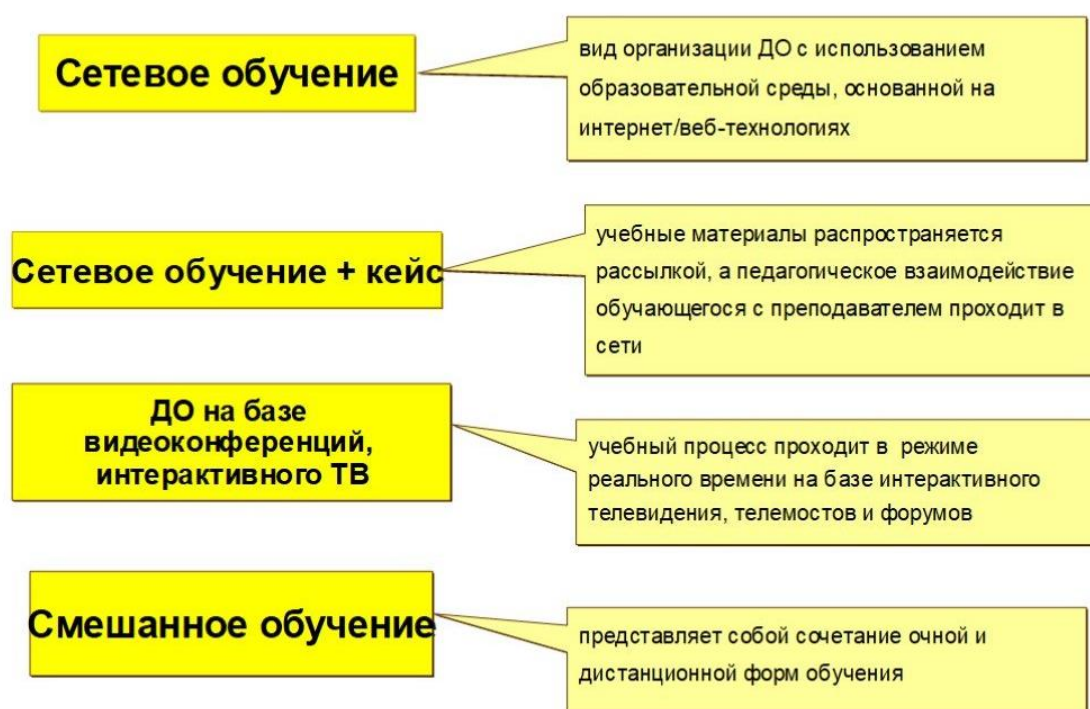 Сетевое обучение
вид организации ДО с использованием
образовательной среды, основанной на
интернет/веб-технологиях
Сетевое обучение + кейс
учебные материалы распространяется
рассылкой, а педагогическое взаимодействие
обучающегося с преподавателем проходит в
сети
ДО на базе
видеоконференций,
интерактивного ТВ
учебный процесс проходит в режиме
реального времени на базе интерактивного
телевидения, телемостов и форумов
Смешанное обучение
представляет собой сочетание очной и
дистанционной форм обучения